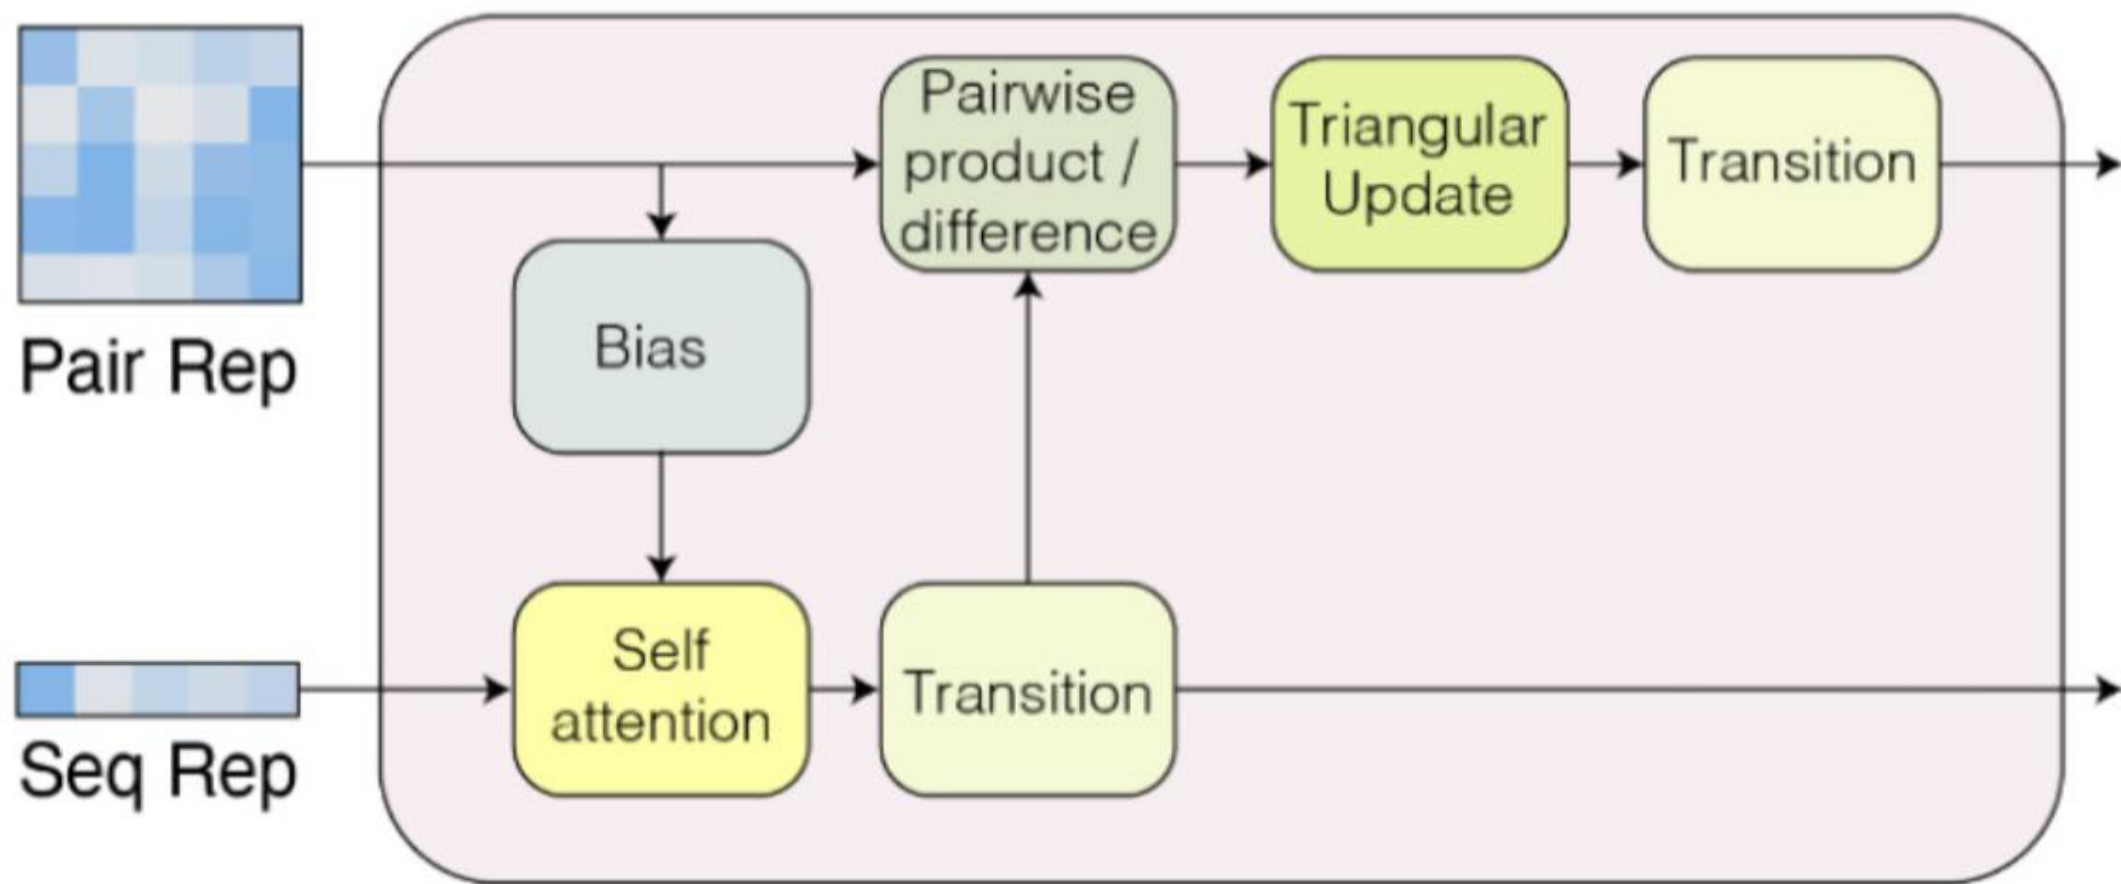 Pairwise
product /
difference
Triangular
Update
Transition
Pair Rep
Bias
Self
attention
Transition
Seq Rep